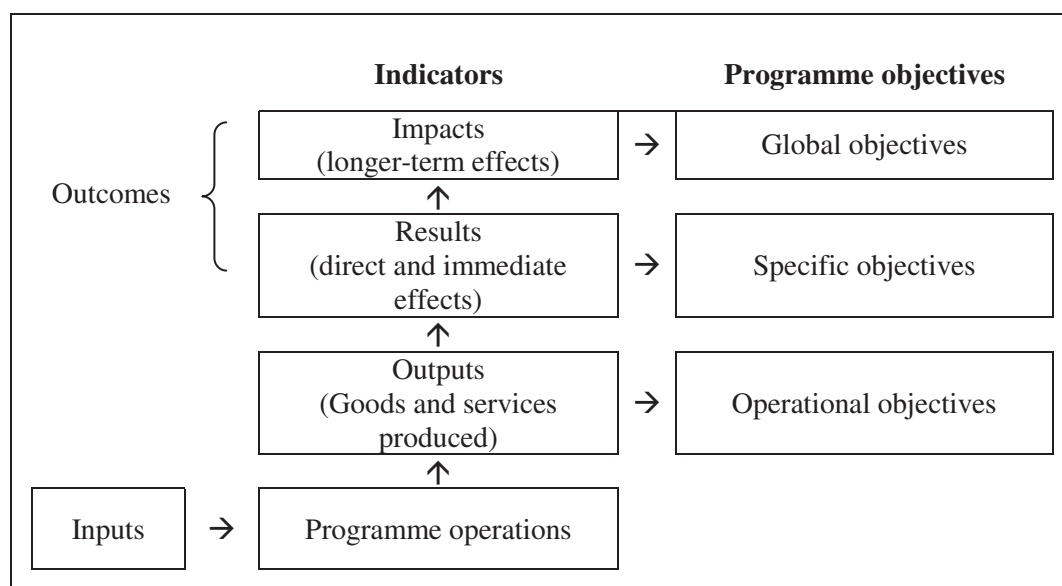 Indicators
Programme objectives
Impacts
(longer-term effects)
→
Global objectives
Outcomes
↑
Results
(direct and immediate
effects)
→
Specific objectives
↑
Outputs
(Goods and services
produced)
→
Operational objectives
↑
Inputs
→
Programme operations